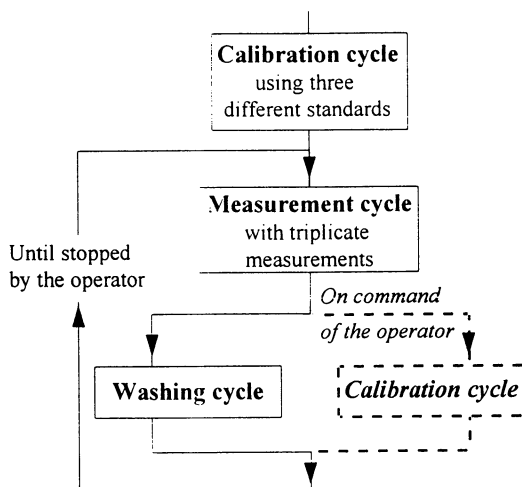 Calibration cycle
using three
different standards
Measurement cycle
with triplicate
measurements
Until stopped
by the operator
On command
of the operator
Washing cycle
Calibration cycle